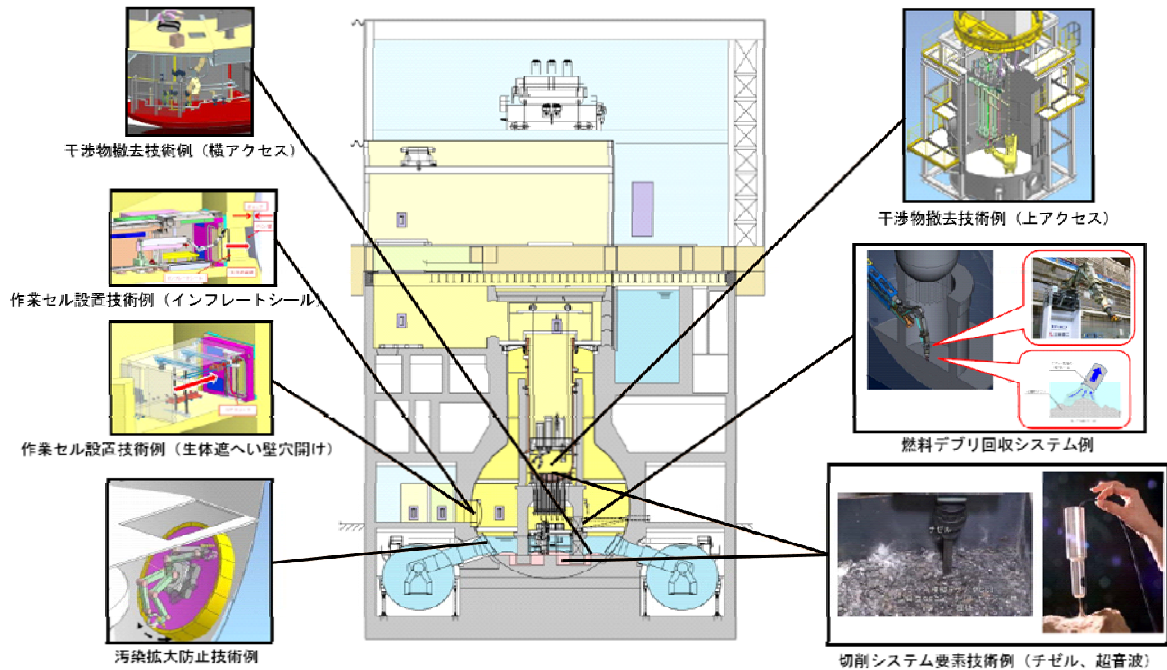 干渉物撤去技術例（横アクセス）
作業セル設置技術例（インフレートシール）
作業セル設置技術例（生体遮へい壁穴開け）
汚染拡大防止技術例
干渉物撤去技術例（上アクセス）
燃料デブリ回収システム例
チゼル
切削システム要素技術例（チゼル、超音波）